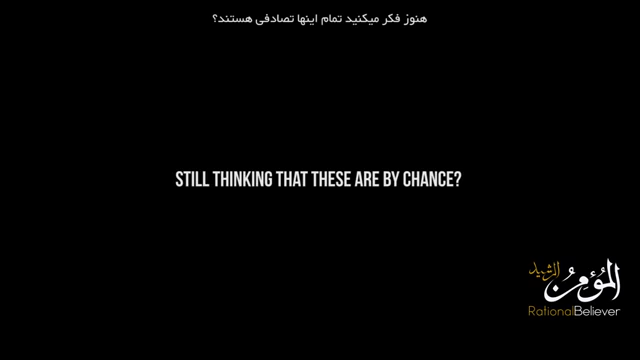 هنوز فکر میکنید تمام اینها تصادفی هستند؟
STILL THINKING THAT THESE ARE BY CHANCE?
المؤمن الرشيد
RationalBeliever